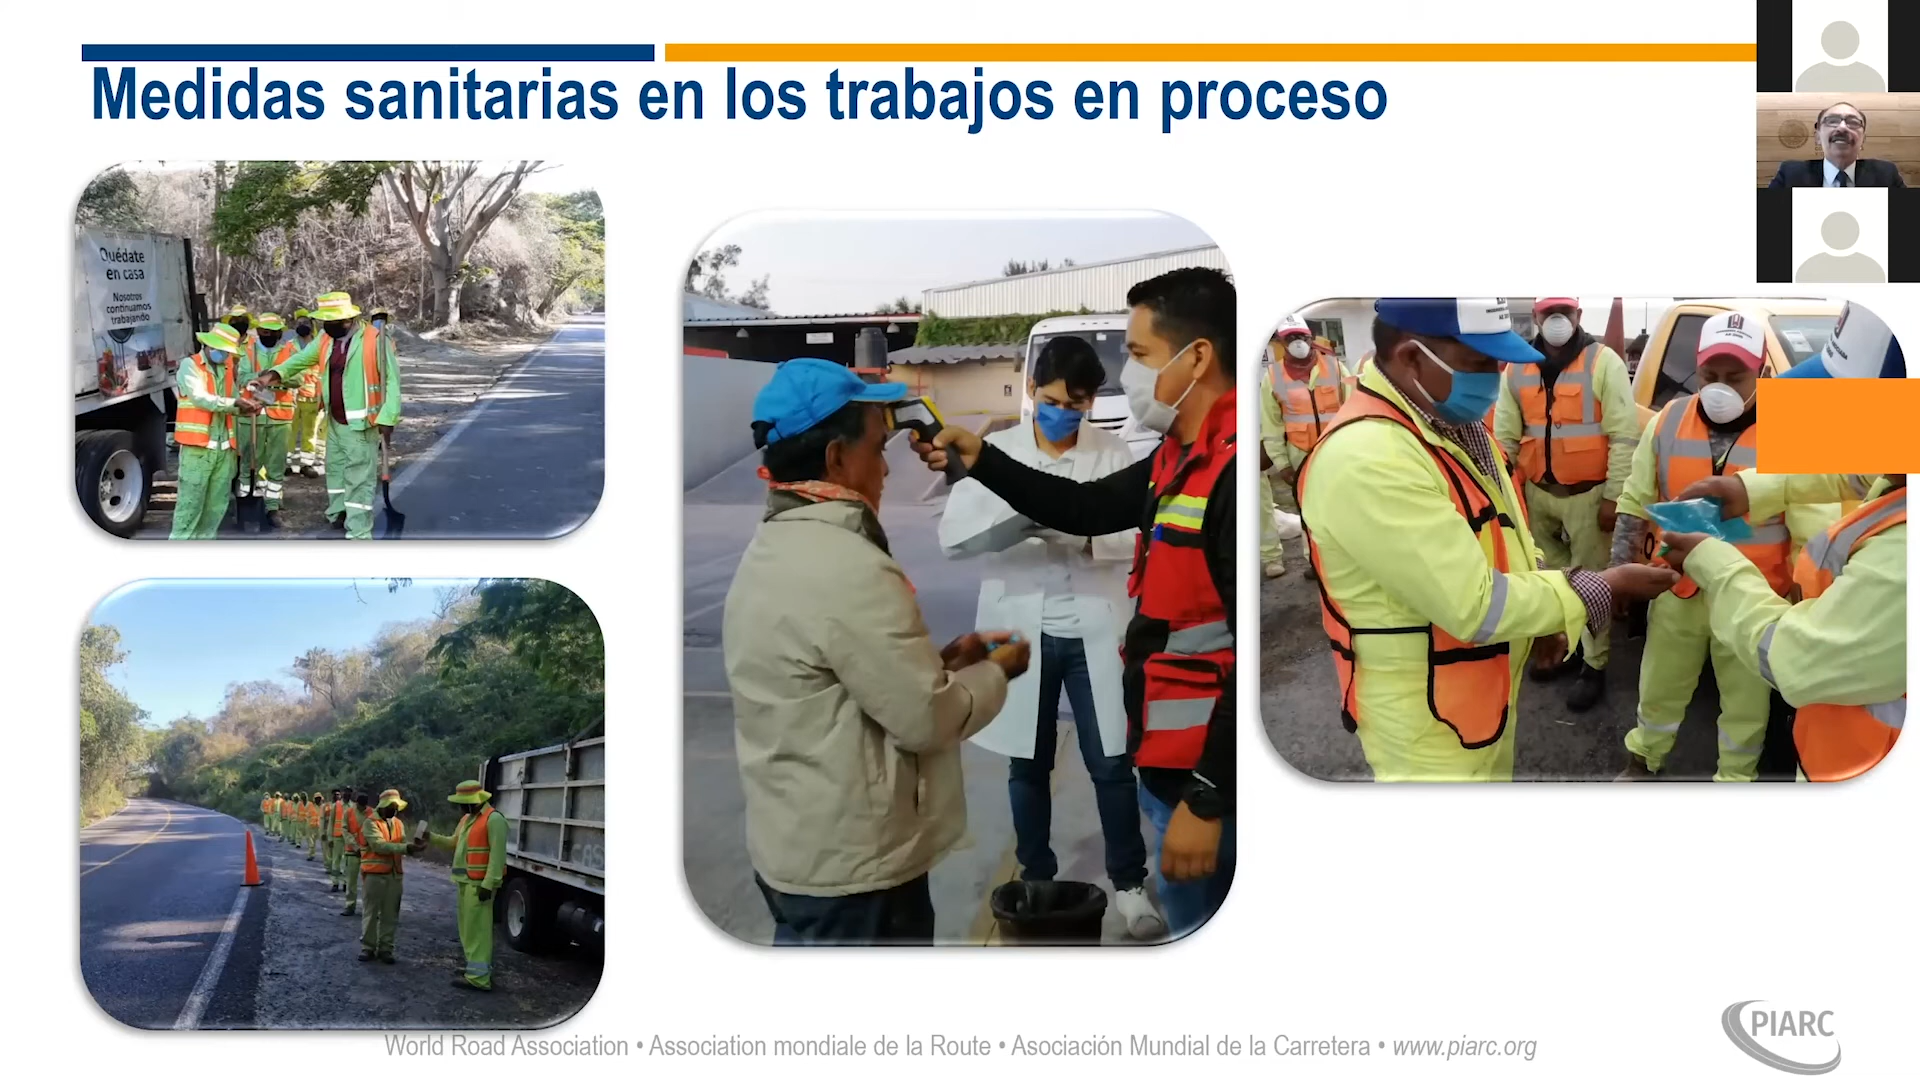 Medidas sanitarias en los trabajos en proceso
Quédate
en casa
Nosotros
continuamos
trabajando
World Road Association • Association mondiale de la Route • Asociación Mundial de la Carretera • www.piarc.org
PIARC